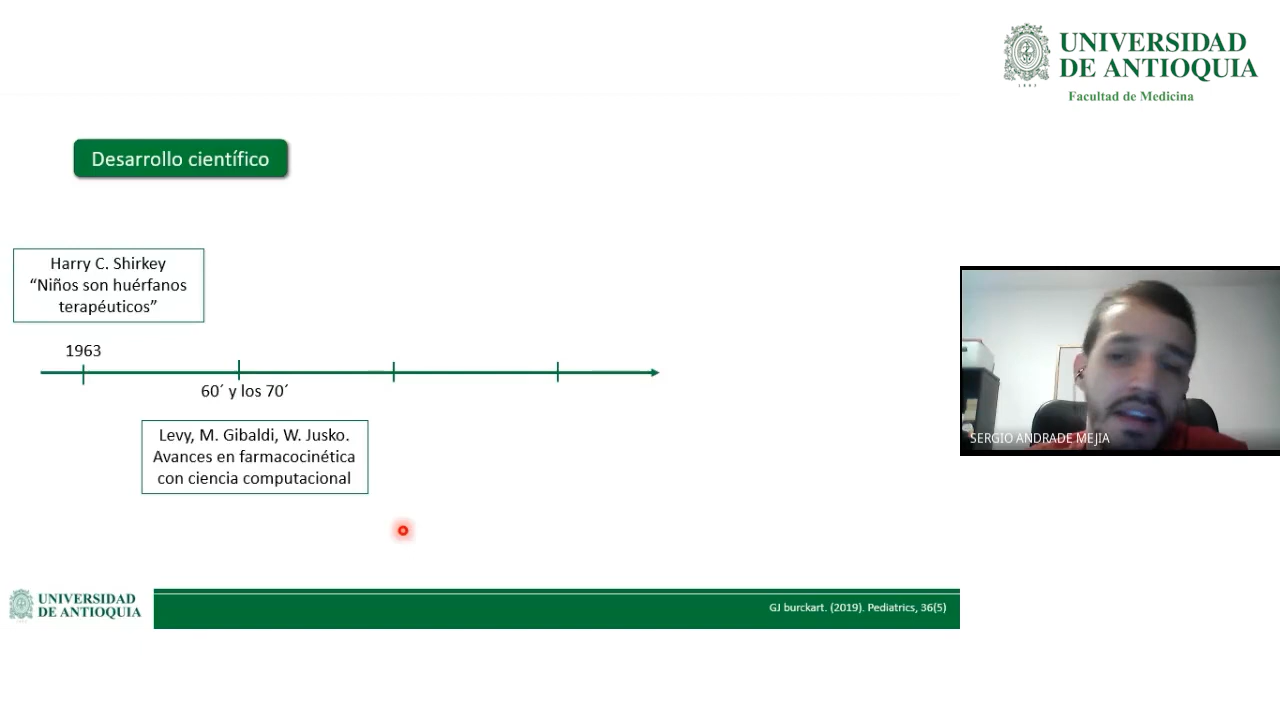 UNIVERSIDAD
DE ANTIOQUIA
Facultad de Medicina
Desarrollo científico
Harry C. Shirkey
“Niños son huérfanos
terapéuticos”
1963
60´ y los 70´
Levy, M. Gibaldi, W. Jusko.
Avances en farmacocinética
con ciencia computacional
SERGIO ANDRADE MEJIA
UNIVERSIDAD
DE ANTIOQUIA
GJ burckart. (2019). Pediatrics, 36(5)